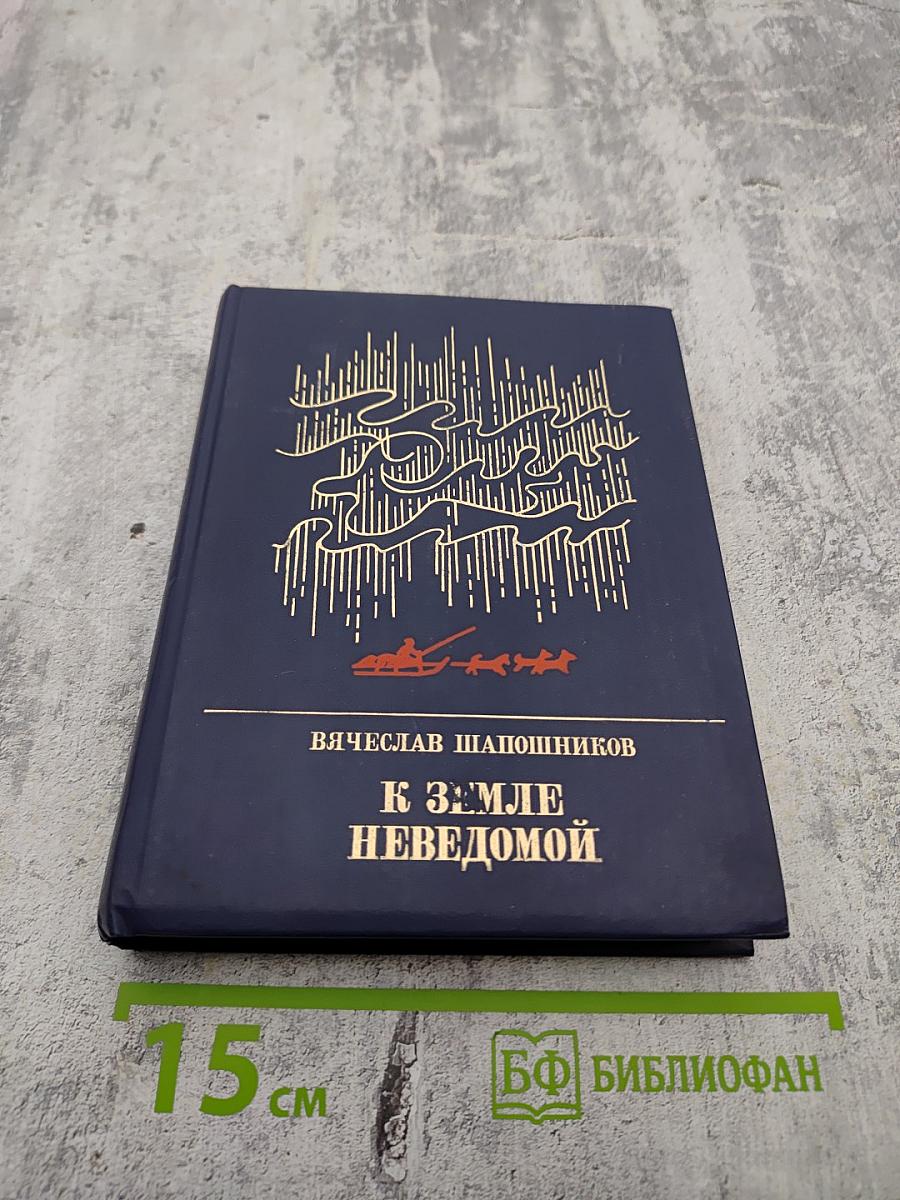 ВЯЧЕСЛАВ ШАПОШНИКОВ
К ЗЕМЛЕ
НЕВЕДОМОЙ
15 см
БФ БИБЛИОФАН